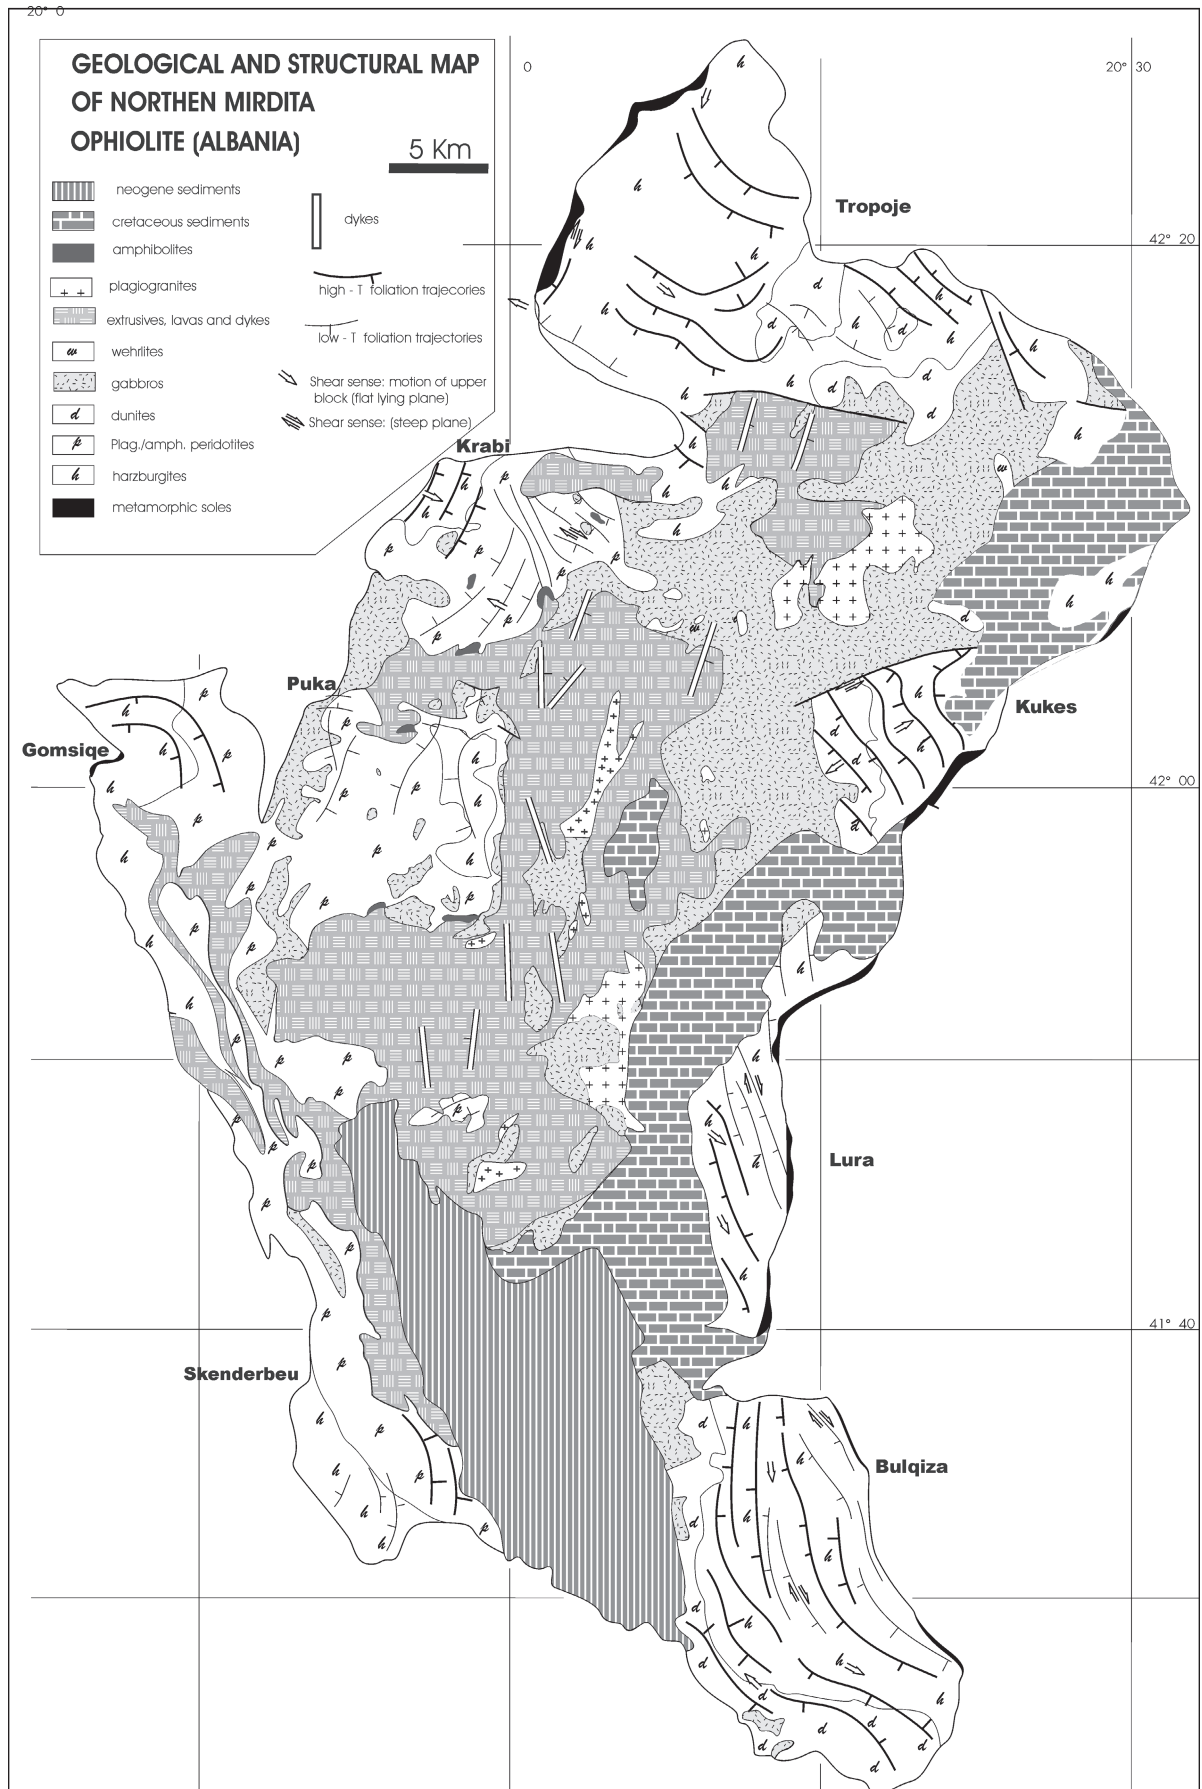 20° 0
GEOLOGICAL AND STRUCTURAL MAP
OF NORTHEN MIRDITA
OPHIOLITE (ALBANIA)
5 Km
neogene sediments
cretaceous sediments
amphibolites
plagiogranites
extrusives, lavas and dykes
w wehrlites
gabbros
d dunites
p Plag./amph. peridotites
h harzburgites
metamorphic soles
dykes
high - T foliation trajecories
low - T foliation trajectories
Shear sense: motion of upper
block (flat lying plane)
Shear sense: (steep plane)
0
20° 30
Tropoje
42° 20
Krabi
Puka
Kukes
Gomsiqe
42° 00
Lura
41° 40
Skenderbeu
Bulqiza